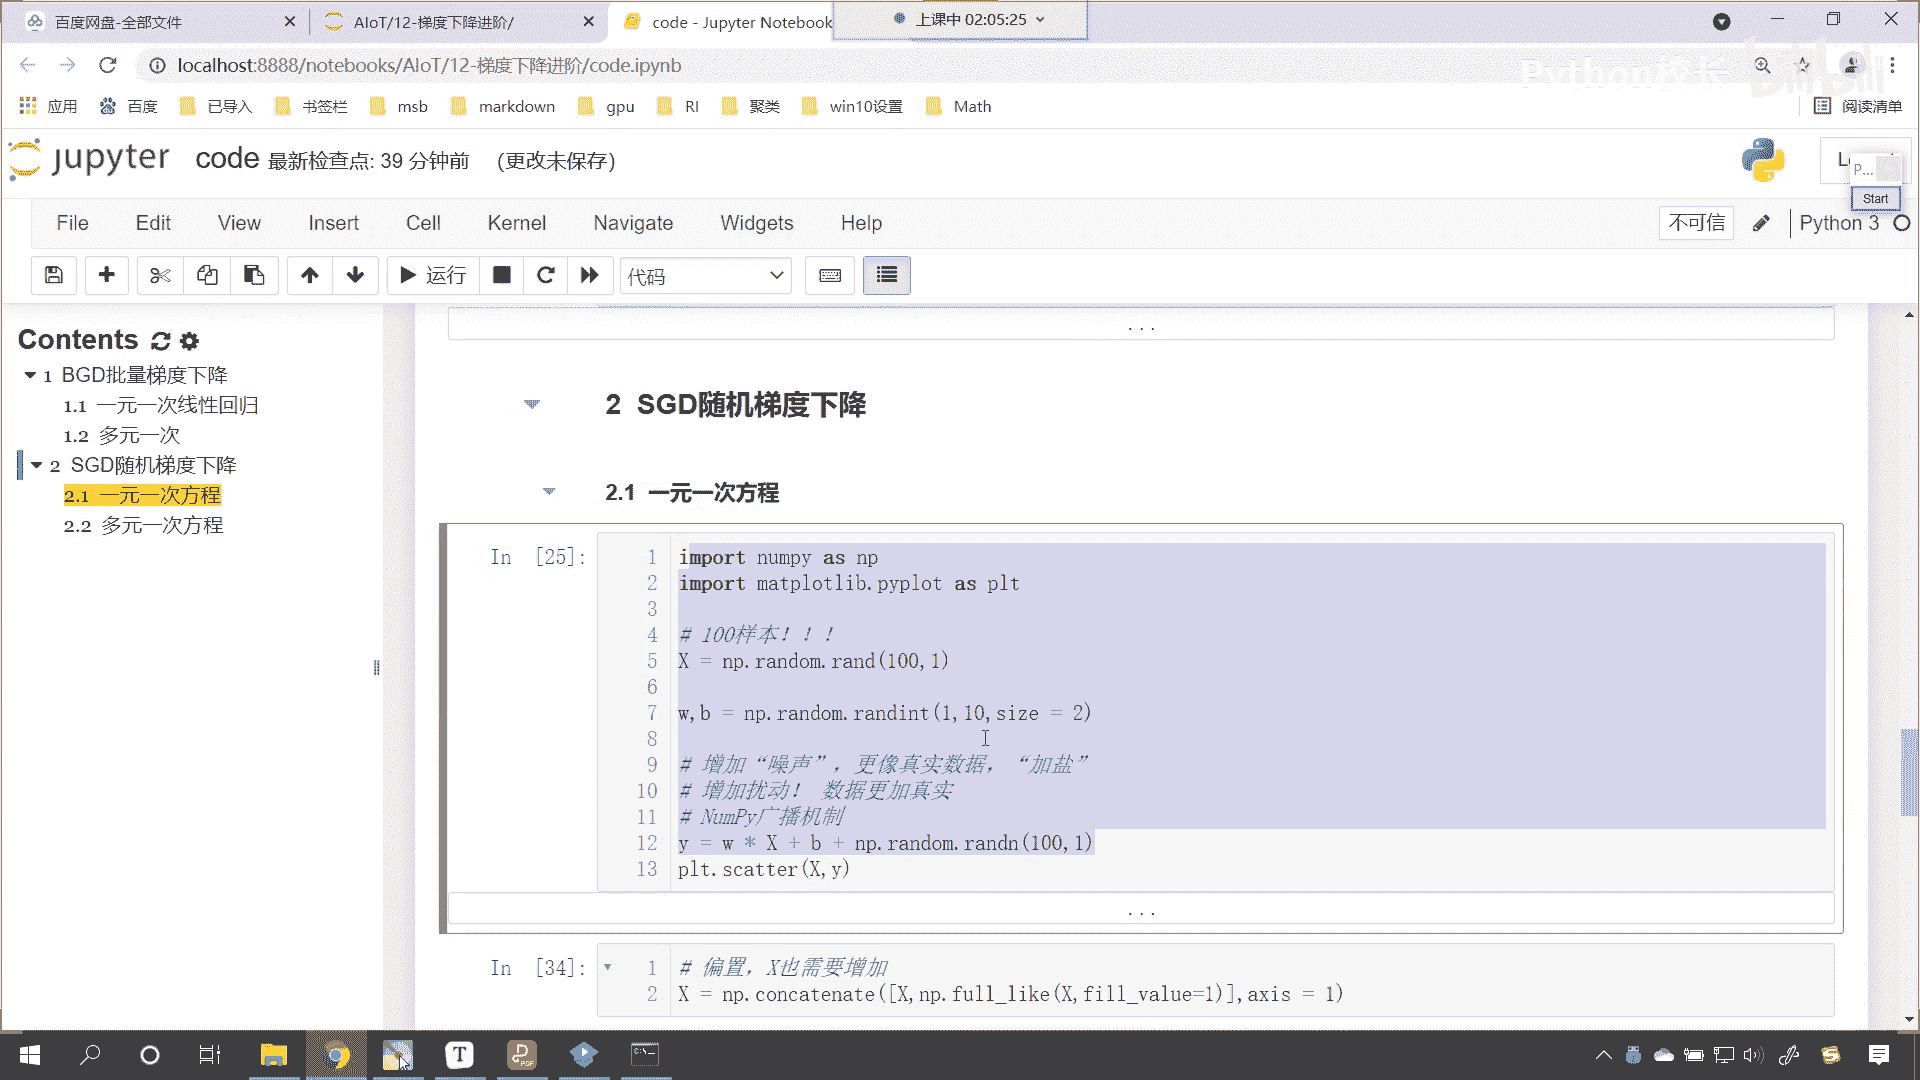 百度网盘-全部文件
AIoT/12-梯度下降进阶/
code - Jupyter Notebook
上课中 02:05:25
localhost:8888/notebooks/AIoT/12-梯度下降进阶/code.ipynb
Python校长
bilibili
应用
百度
已导入
书签栏
msb
markdown
gpu
RI
聚类
win10设置
Math
阅读清单
jupyter
code 最新检查点: 39 分钟前 (更改未保存)
P...
Start
File
Edit
View
Insert
Cell
Kernel
Navigate
Widgets
Help
不可信
Python 3
运行
代码
Contents
1 BGD批量梯度下降
1.1 一元一次线性回归
1.2 多元一次
2 SGD随机梯度下降
2.1 一元一次方程
2.2 多元一次方程
...
2 SGD随机梯度下降
2.1 一元一次方程
In [25]:
1 import numpy as np
2 import matplotlib.pyplot as plt
3
4 # 100样本！！！
5 X = np.random.rand(100,1)
6
7 w,b = np.random.randint(1,10,size = 2)
8
9 # 增加“噪声”，更像真实数据，“加盐”
10 # 增加扰动！ 数据更加真实
11 # NumPy广播机制
12 y = w * X + b + np.random.randn(100,1)
13 plt.scatter(X,y)
...
In [34]:
1 # 偏置，X也需要增加
2 X = np.concatenate([X,np.full_like(X,fill_value=1)],axis = 1)